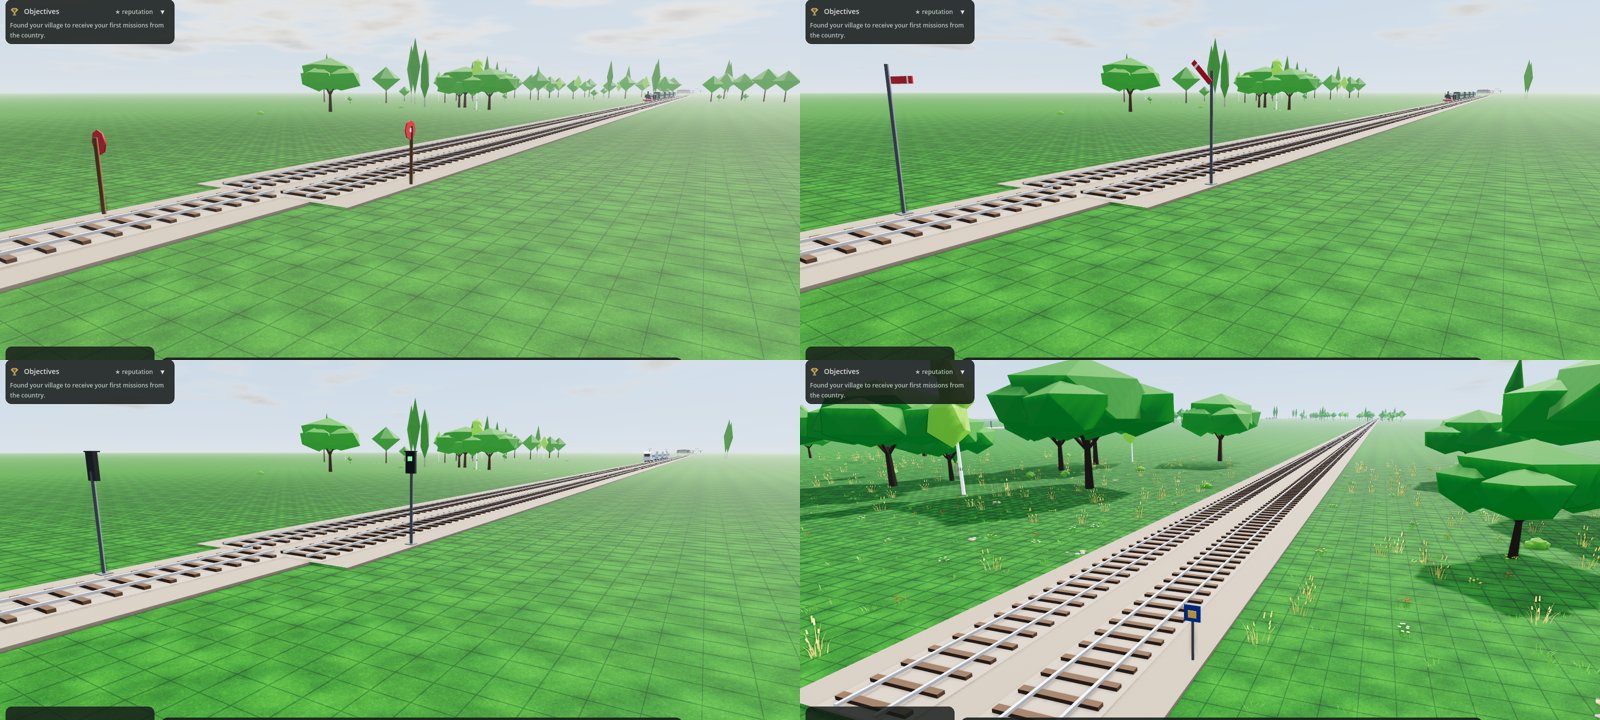 Objectives ★ reputation ▼
Found your village to receive your first missions from
the country.
Objectives ★ reputation ▼
Found your village to receive your first missions from
the country.
Objectives ★ reputation ▼
Found your village to receive your first missions from
the country.
Objectives ★ reputation ▼
Found your village to receive your first missions from
the country.